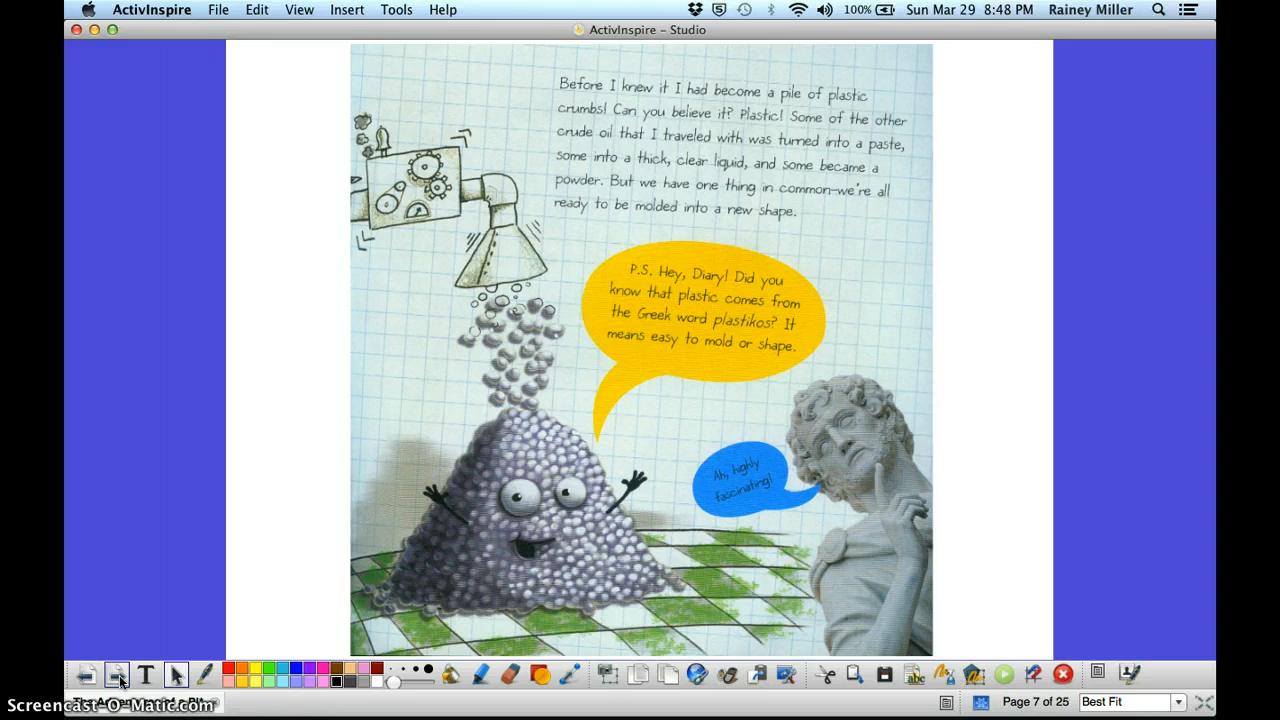 ActivInspire File Edit View Insert Tools Help 100% Sun Mar 29 8:48 PM Rainey Miller
ActivInspire – Studio
Before I knew it I had become a pile of plastic
crumbs! Can you believe it? Plastic! Some of the other
crude oil that I traveled with was turned into a paste,
some into a thick, clear liquid, and some became a
powder. But we have one thing in common—we're all
ready to be molded into a new shape.
P.S. Hey, Diary! Did you
know that plastic comes from
the Greek word plastikos? It
means easy to mold or shape.
Ah, highly
fascinating!
Page 7 of 25 Best Fit
Screencast-O-Matic.com